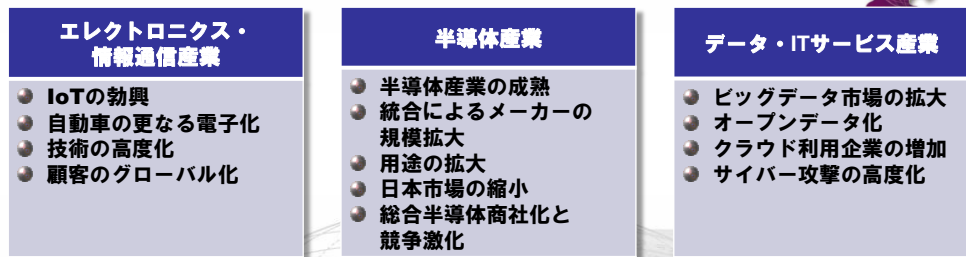 エレクトロニクス・
情報通信産業
IoTの勃興
自動車の更なる電子化
技術の高度化
顧客のグローバル化
半導体産業
半導体産業の成熟
統合によるメーカーの
規模拡大
用途の拡大
日本市場の縮小
総合半導体商社化と
競争激化
データ・ITサービス産業
ビッグデータ市場の拡大
オープンデータ化
クラウド利用企業の増加
サイバー攻撃の高度化